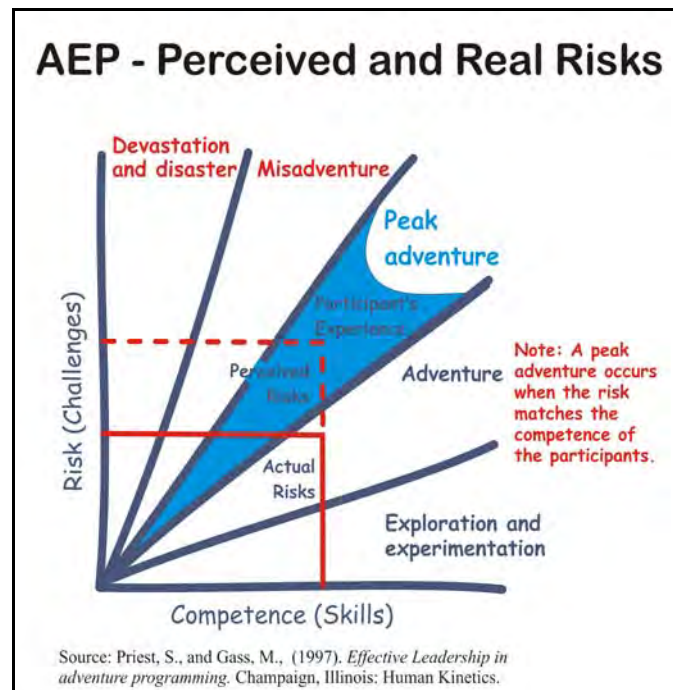 AEP - Perceived and Real Risks
Devastation
and disaster
Misadventure
Peak
adventure
Participant's
Experience
Perceived
Risks
Adventure
Note: A peak
adventure occurs
when the risk
matches the
competence of
the participants.
Actual
Risks
Exploration and
experimentation
Risk (Challenges)
Competence (Skills)
Source: Priest, S., and Gass, M., (1997). Effective Leadership in
adventure programming. Champaign, Illinois: Human Kinetics.